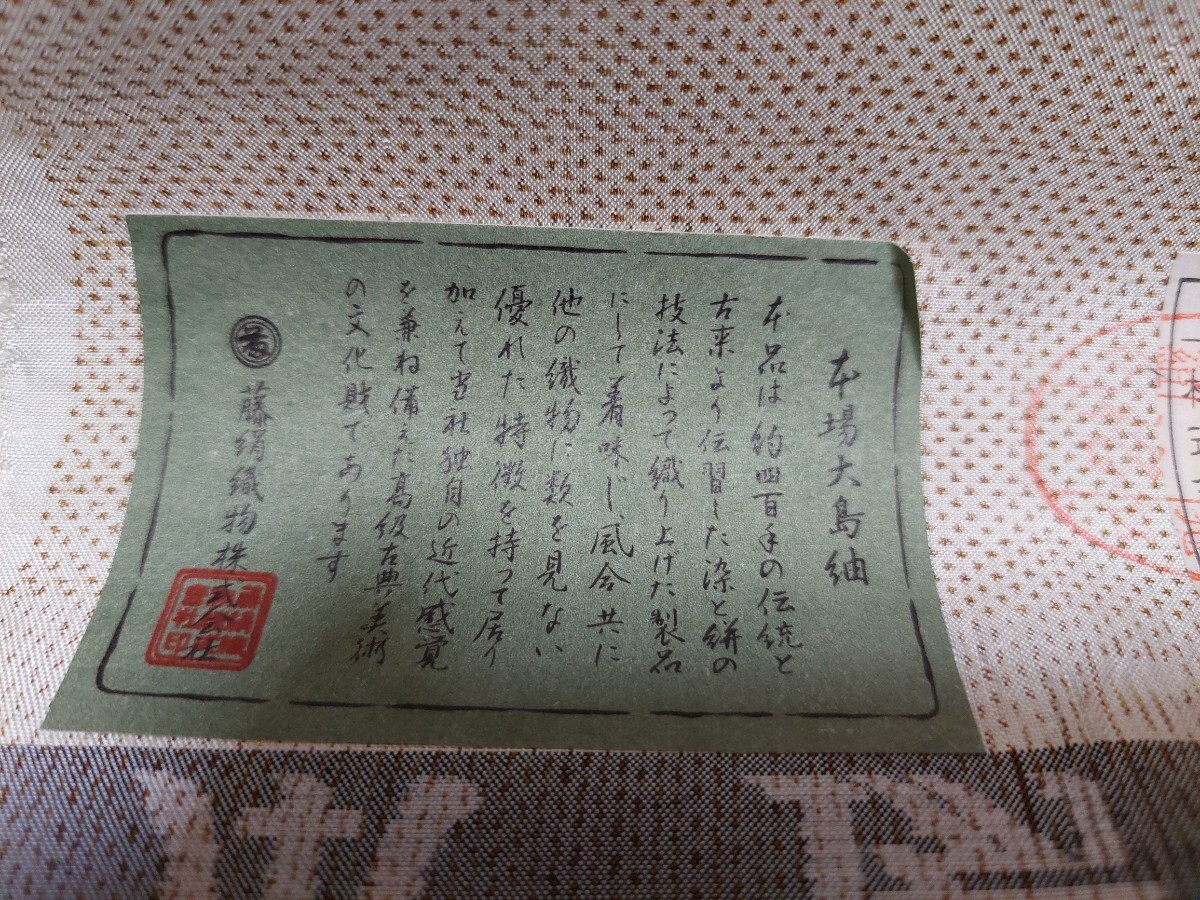 本場大島紬
本品は約四百年の伝統と
古来より伝習した染と絣の
技法によって織り上げた製品
にして着味じ、風合共に
他の織物に類を見ない
優れた特徴を持って居り
加えて当社独自の近代感覚
を兼ね備えた高級古典美術
の文化財であります
藤絹織物株式会社